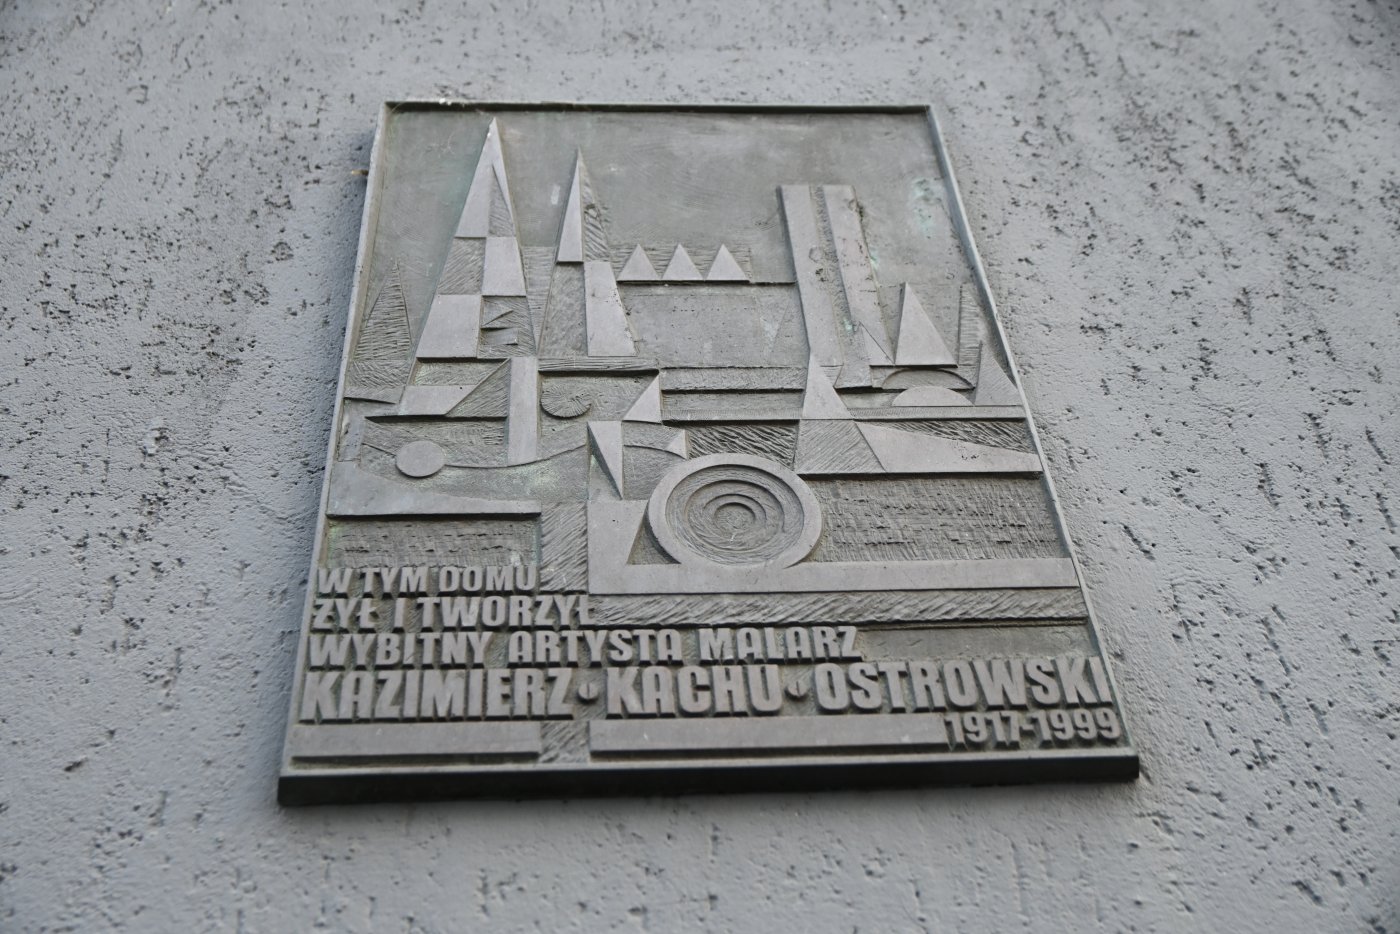 W TYM DOMU
ŻYŁ I TWORZYŁ
WYBITNY ARTYSTA MALARZ
KAZIMIERZ • KACHU • OSTROWSKI
1917-1999